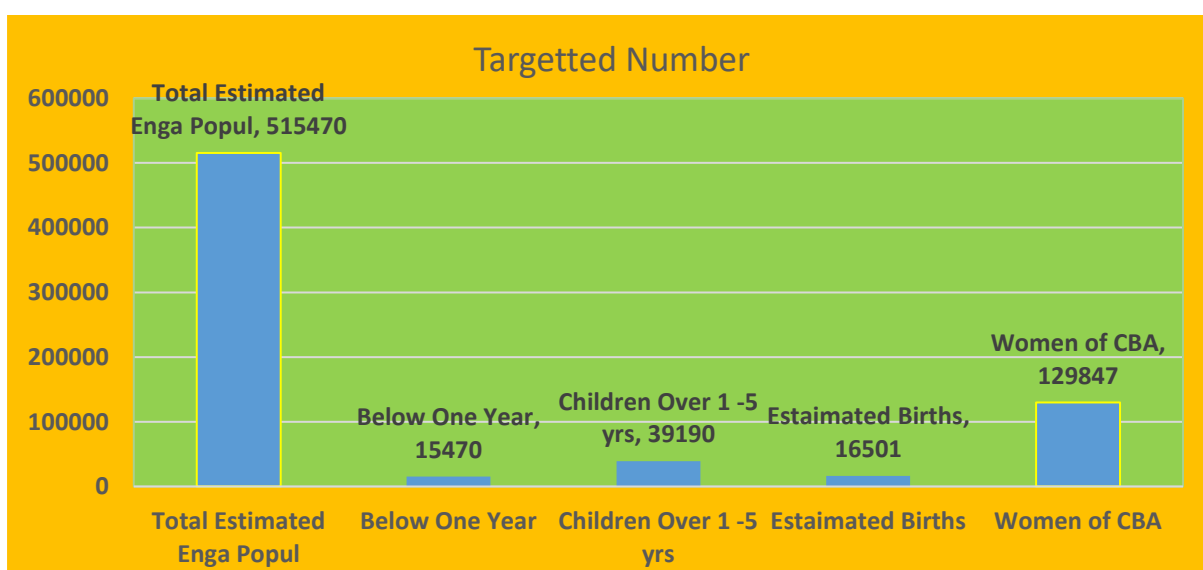 Targetted Number
600000
500000
400000
300000
200000
100000
0
Total Estimated
Enga Popul, 515470
Below One Year,
15470
Children Over 1 -5
yrs, 39190
Estaimated Births,
16501
Women of CBA,
129847
Total Estimated
Enga Popul
Below One Year
Children Over 1 -5
yrs
Estaimated Births
Women of CBA